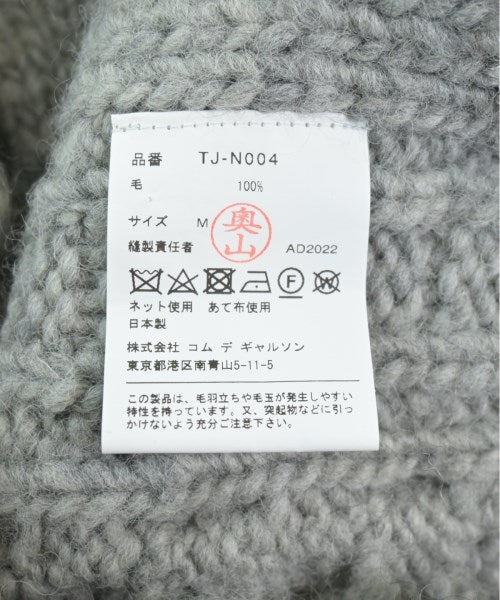 品番 TJ-N004
毛 100%
サイズ M
奥山
縫製責任者 AD2022
F W
ネット使用 あて布使用
日本製
株式会社 コム デ ギャルソン
東京都港区南青山5-11-5
この製品は、毛羽立ちや毛玉が発生しやすい
特性を持っています。又、突起物などに引っ
かけないよう充分ご注意下さい。